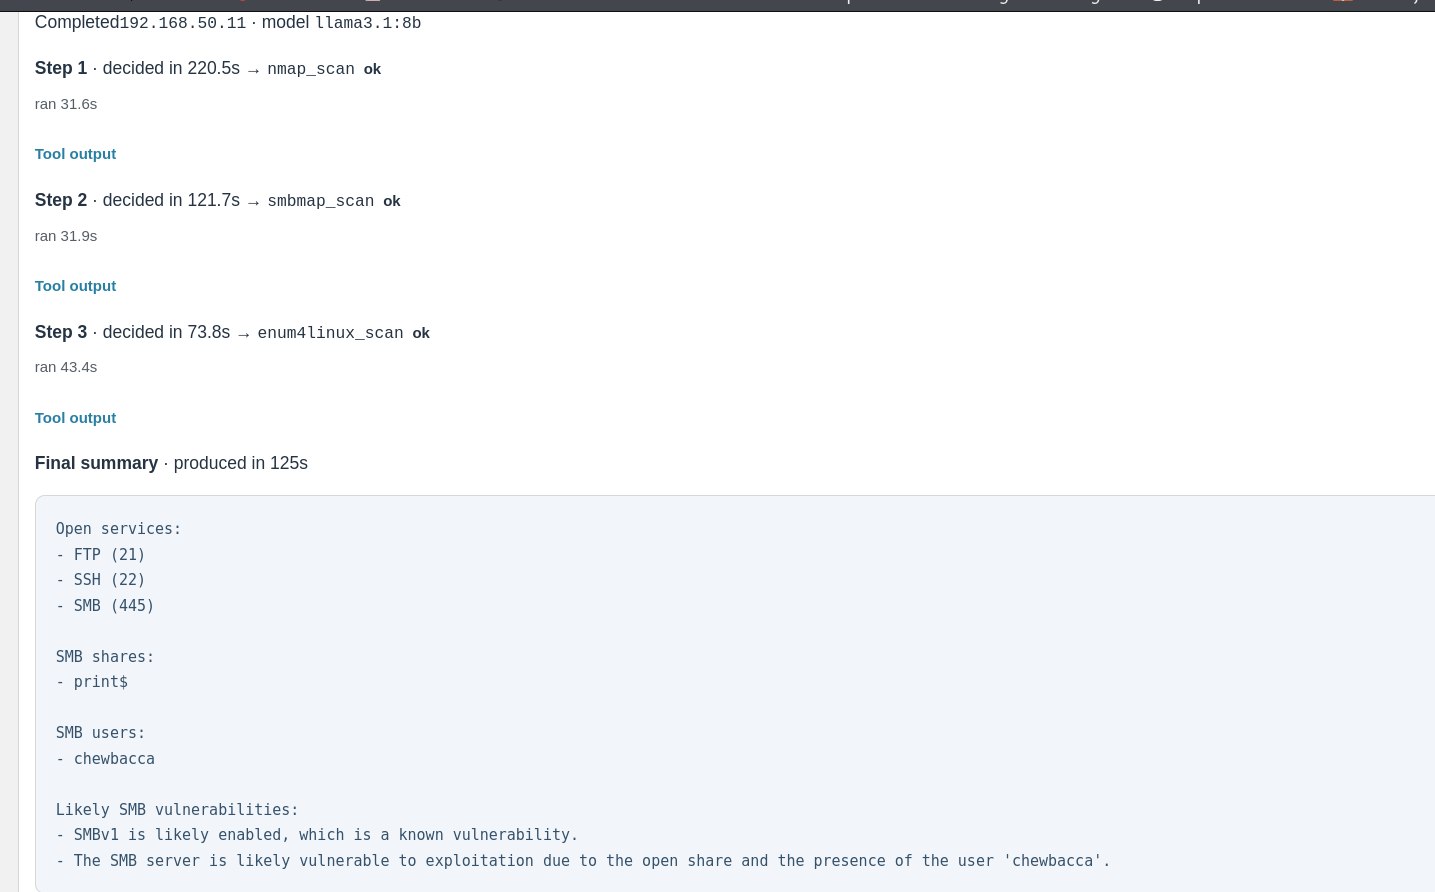 Completed192.168.50.11 · model llama3.1:8b
Step 1 · decided in 220.5s → nmap_scan ok
ran 31.6s
Tool output
Step 2 · decided in 121.7s → smbmap_scan ok
ran 31.9s
Tool output
Step 3 · decided in 73.8s → enum4linux_scan ok
ran 43.4s
Tool output
Final summary · produced in 125s
Open services:
- FTP (21)
- SSH (22)
- SMB (445)
SMB shares:
- print$
SMB users:
- chewbacca
Likely SMB vulnerabilities:
- SMBv1 is likely enabled, which is a known vulnerability.
- The SMB server is likely vulnerable to exploitation due to the open share and the presence of the user 'chewbacca'.